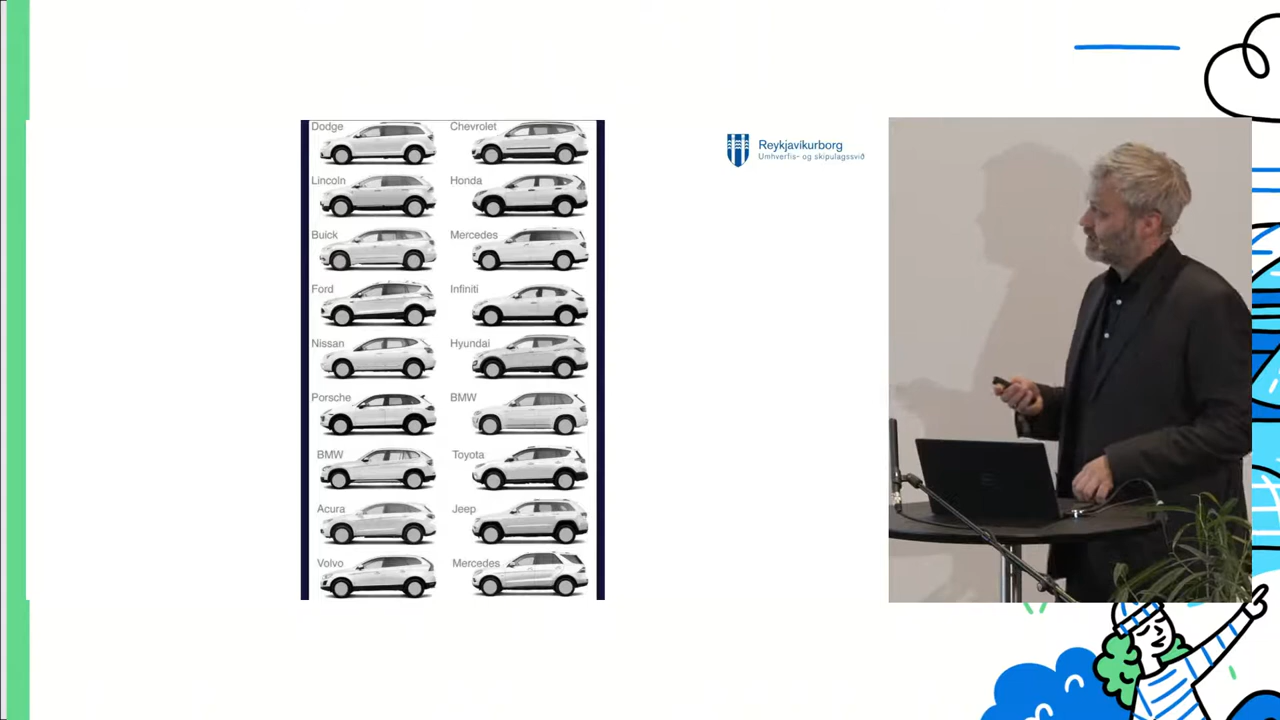 Dodge
Chevrolet
Lincoln
Honda
Buick
Mercedes
Ford
Infiniti
Nissan
Hyundai
Porsche
BMW
BMW
Toyota
Acura
Jeep
Volvo
Mercedes
Reykjavíkurborg
Umhverfis- og skipulagssvið